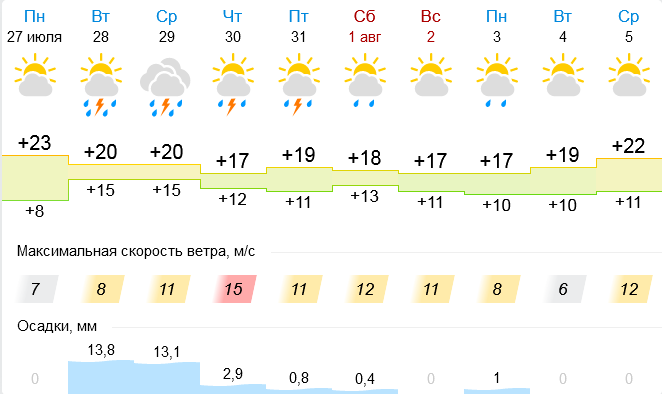 Пн Вт Ср Чт Пт Сб Вс Пн Вт Ср
27 июля 28 29 30 31 1 авг 2 3 4 5
+23 +20 +20 +17 +19 +18 +17 +17 +19 +22
+8 +15 +15 +12 +11 +13 +11 +10 +10 +11
Максимальная скорость ветра, м/с
7 8 11 15 11 12 11 8 6 12
Осадки, мм
0 13,8 13,1 2,9 0,8 0,4 0 1 0 0